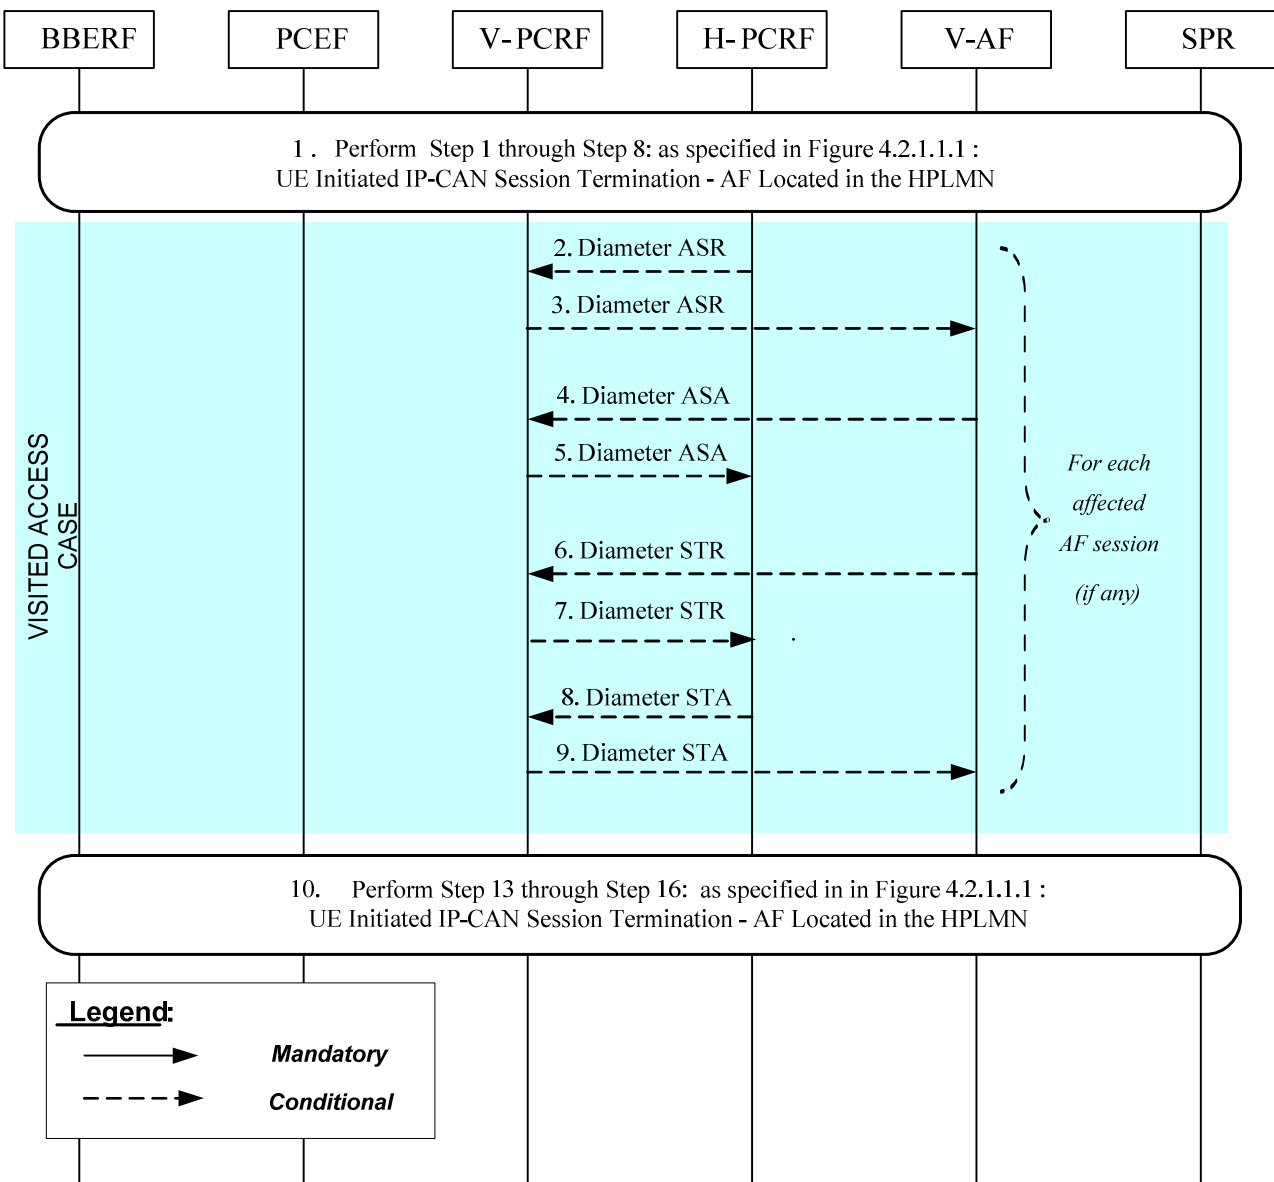 BBERF
PCEF
V-PCRF
H-PCRF
V-AF
SPR
1. Perform Step 1 through Step 8: as specified in Figure 4.2.1.1.1 :
UE Initiated IP-CAN Session Termination - AF Located in the HPLMN
VISITED ACCESS
CASE
2. Diameter ASR
3. Diameter ASR
4. Diameter ASA
5. Diameter ASA
6. Diameter STR
7. Diameter STR
8. Diameter STA
9. Diameter STA
For each
affected
AF session
(if any)
10. Perform Step 13 through Step 16: as specified in in Figure 4.2.1.1.1 :
UE Initiated IP-CAN Session Termination - AF Located in the HPLMN
Legend:
Mandatory
Conditional